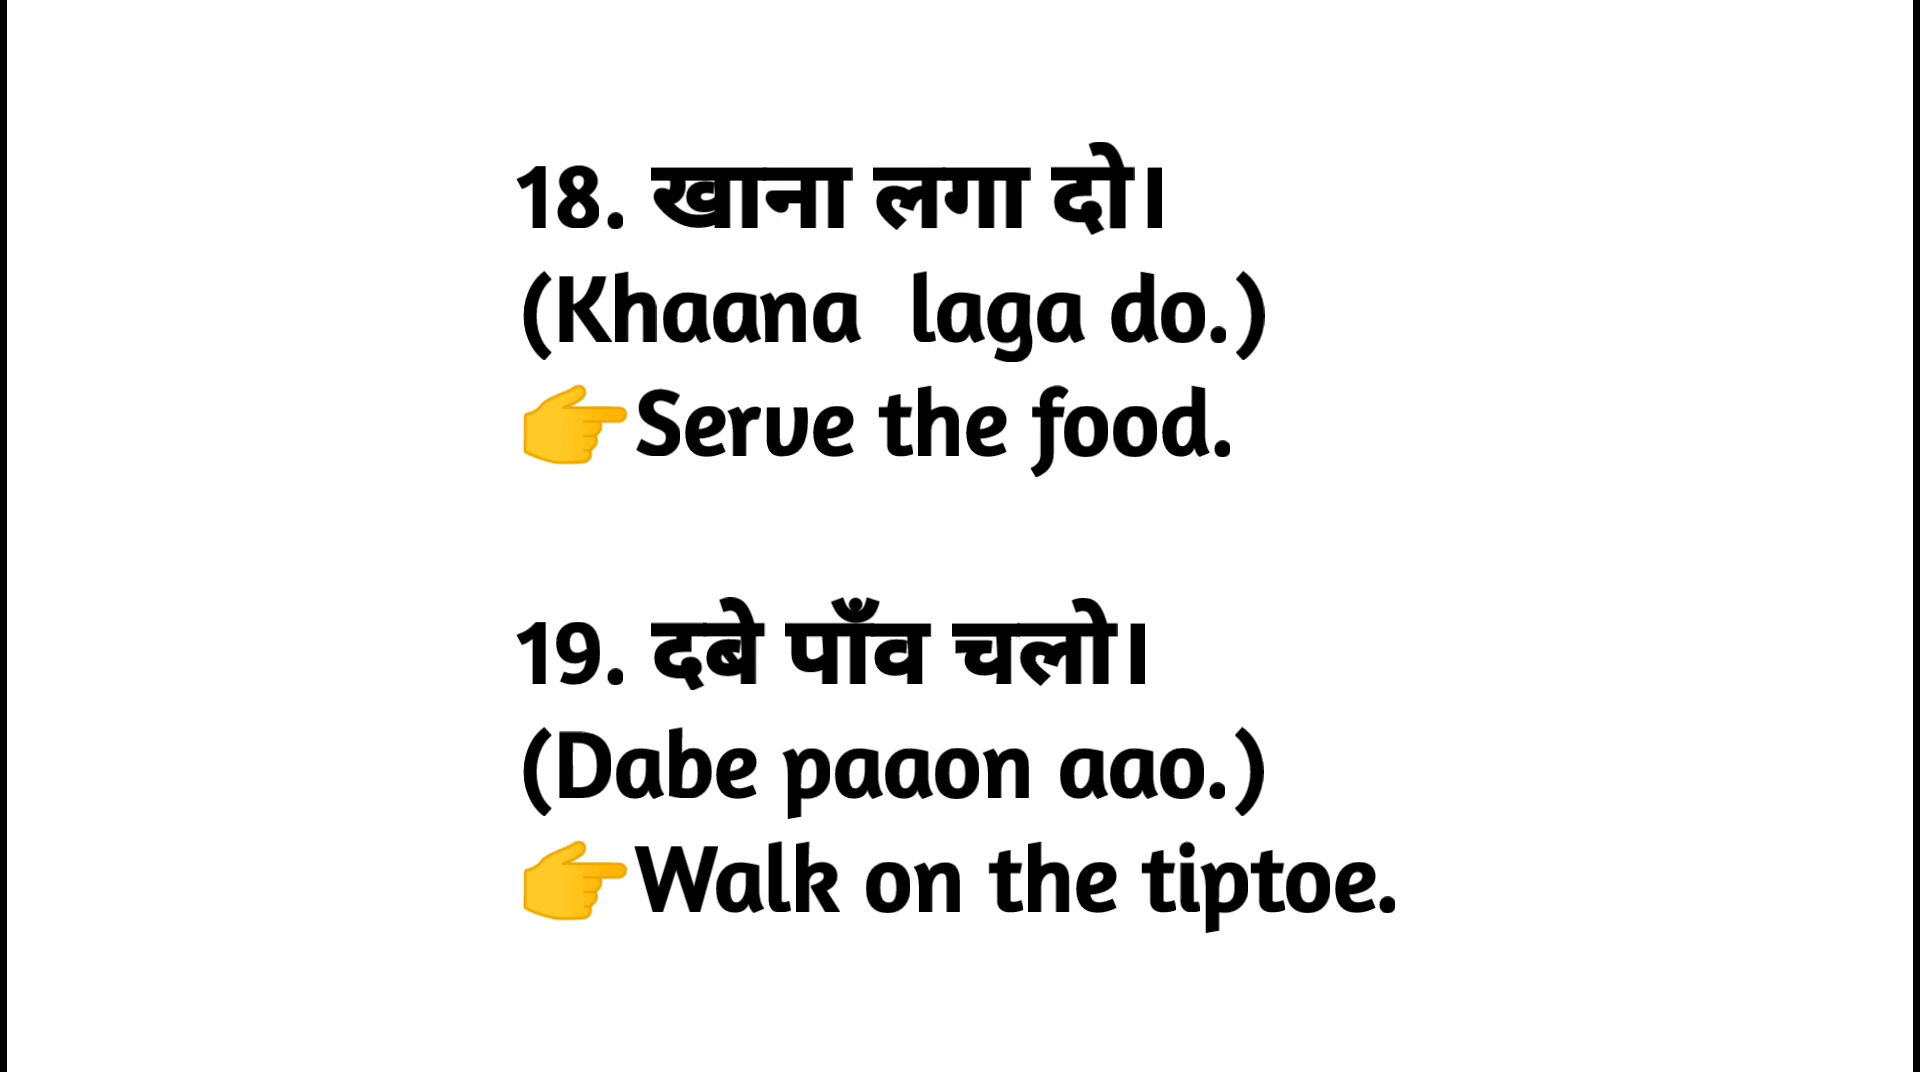 18. खाना लगा दो।
(Khaana  laga do.)
👉Serve the food.
19. दबे पाँव चलो।
(Dabe paaon aao.)
👉Walk on the tiptoe.